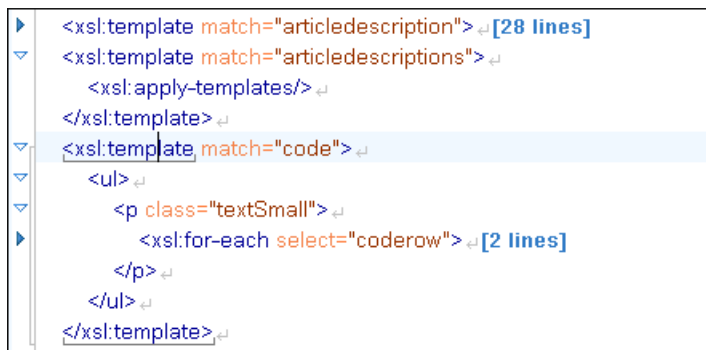 <xsl:template match="articledescription"> [28 lines]
<xsl:template match="articledescriptions">
<xsl:apply-templates/>
</xsl:template>
<xsl:template match="code">
<ul>
<p class="textSmall">
<xsl:for-each select="coderow"> [2 lines]
</p>
</ul>
</xsl:template>